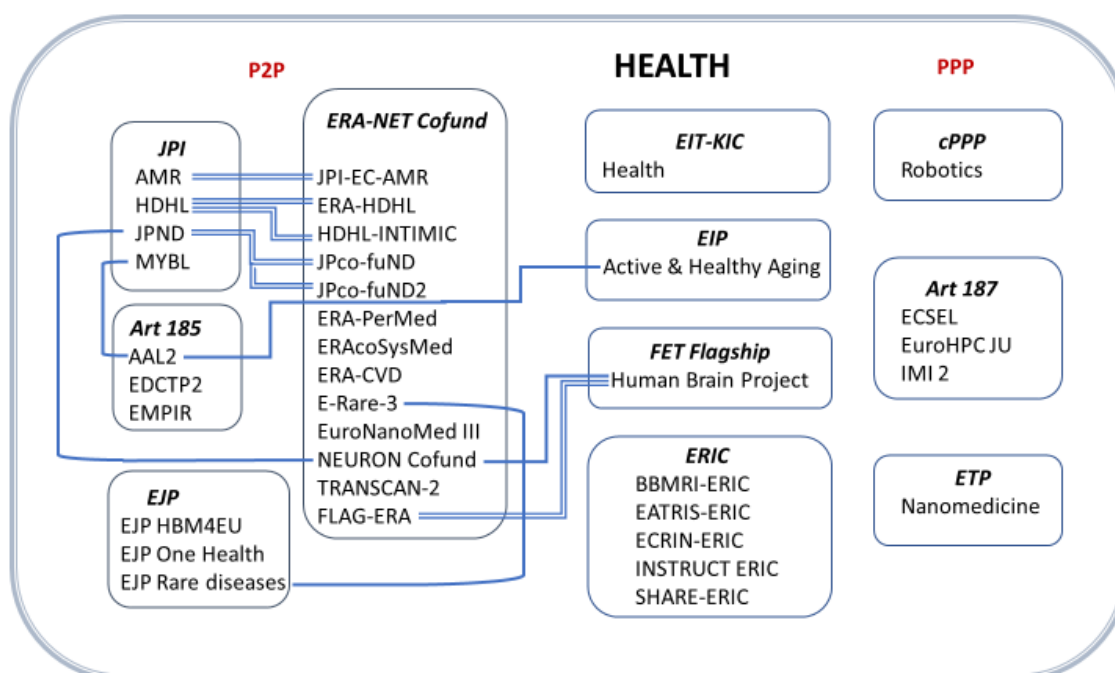 P2P
HEALTH
PPP
JPI
AMR
HDHL
JPND
MYBL
Art 185
AAL2
EDCTP2
EMPIR
EJP
EJP HBM4EU
EJP One Health
EJP Rare diseases
ERA-NET Cofund
JPI-EC-AMR
ERA-HDHL
HDHL-INTIMIC
JPco-fuND
JPco-fuND2
ERA-PerMed
ERAcoSysMed
ERA-CVD
E-Rare-3
EuroNanoMed III
NEURON Cofund
TRANSCAN-2
FLAG-ERA
EIT-KIC
Health
EIP
Active & Healthy Aging
FET Flagship
Human Brain Project
ERIC
BBMRI-ERIC
EATRIS-ERIC
ECRIN-ERIC
INSTRUCT ERIC
SHARE-ERIC
cPPP
Robotics
Art 187
ECSEL
EuroHPC JU
IMI 2
ETP
Nanomedicine